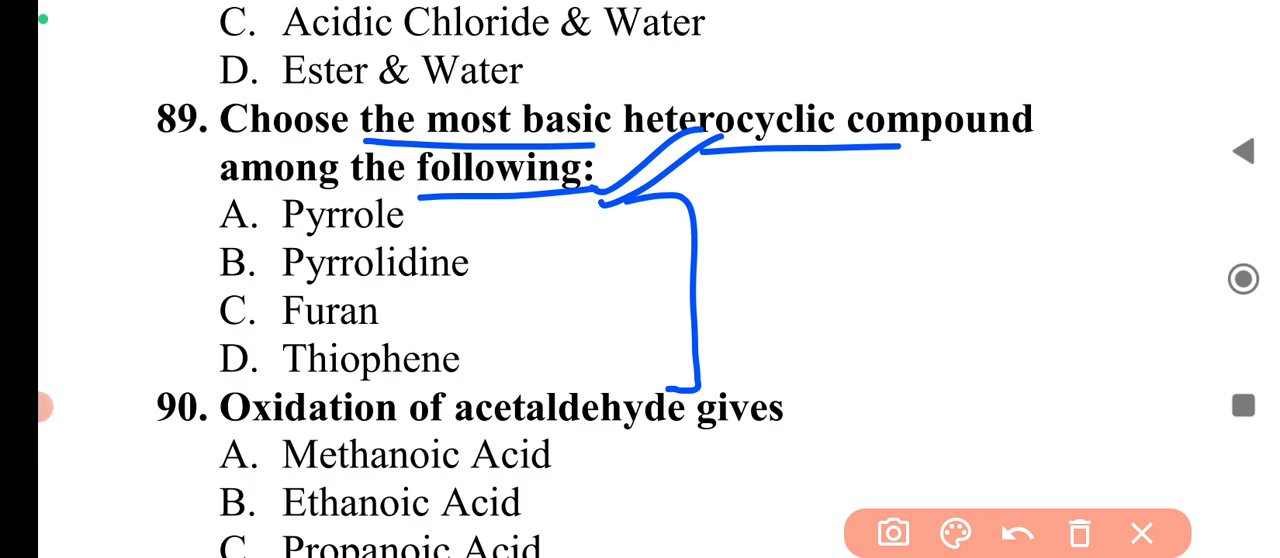 C. Acidic Chloride & Water
D. Ester & Water
89. Choose the most basic heterocyclic compound
among the following:
A. Pyrrole
B. Pyrrolidine
C. Furan
D. Thiophene
90. Oxidation of acetaldehyde gives
A. Methanoic Acid
B. Ethanoic Acid
C. Propanoic Acid